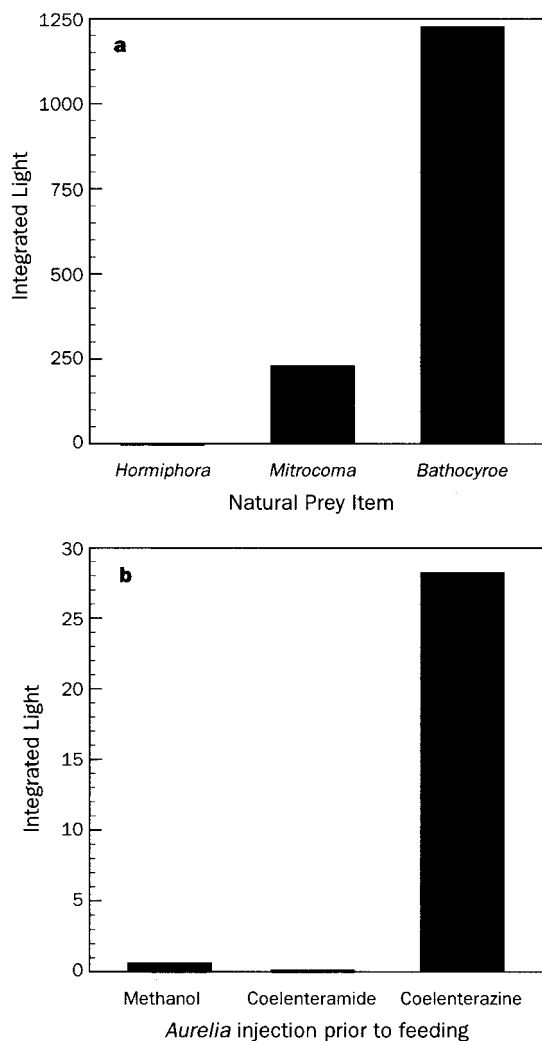 1250
a
1000
750
500
250
0
Integrated Light
Hormiphora Mitrocoma Bathocyroe
Natural Prey Item
30
b
25
20
15
10
5
0
Integrated Light
Methanol Coelenteramide Coelenterazine
Aurelia injection prior to feeding